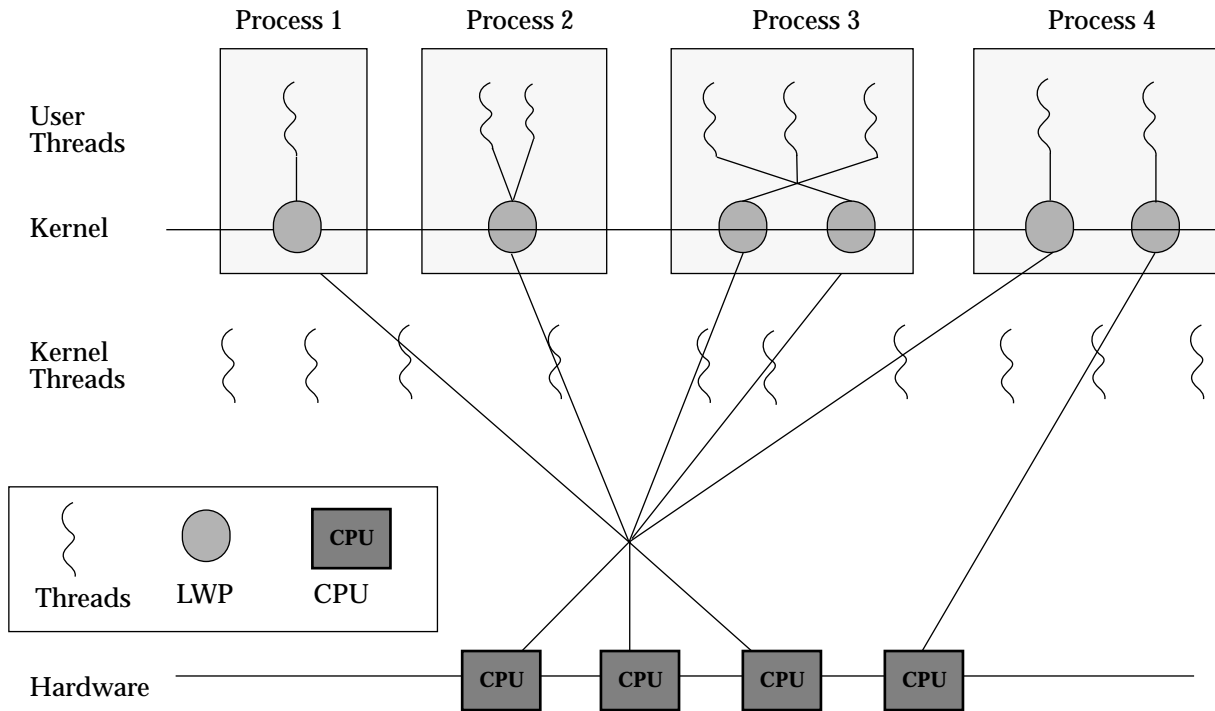 Process 1
Process 2
Process 3
Process 4
User
Threads
Kernel
Kernel
Threads
CPU
Threads
LWP
CPU
Hardware
CPU
CPU
CPU
CPU